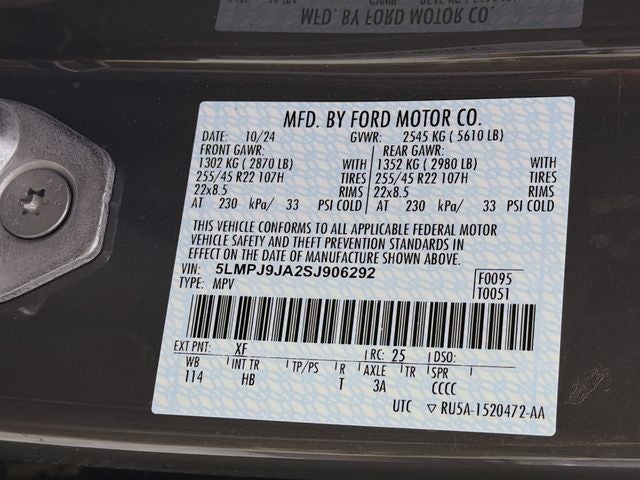 MFD. BY FORD MOTOR CO.
MFD. BY FORD MOTOR CO.
DATE: 10/24 GVWR: 2545 KG ( 5610 LB)
FRONT GAWR: REAR GAWR:
1302 KG ( 2870 LB) WITH 1352 KG ( 2980 LB) WITH
255/45 R22 107H TIRES 255/45 R22 107H TIRES
22x8.5 RIMS 22x8.5 RIMS
AT 230 kPa/ 33 PSI COLD AT 230 kPa/ 33 PSI COLD
THIS VEHICLE CONFORMS TO ALL APPLICABLE FEDERAL MOTOR
VEHICLE SAFETY AND THEFT PREVENTION STANDARDS IN
EFFECT ON THE DATE OF MANUFACTURE SHOWN ABOVE.
VIN: 5LMPJ9JA2SJ906292 F0095
TYPE: MPV T0051
EXT PNT: XF RC: 25 DSO:
WB INT TR TP/PS R AXLE TR SPR
114 HB T 3A CCCC
UTC ▽ RU5A-1520472-AA